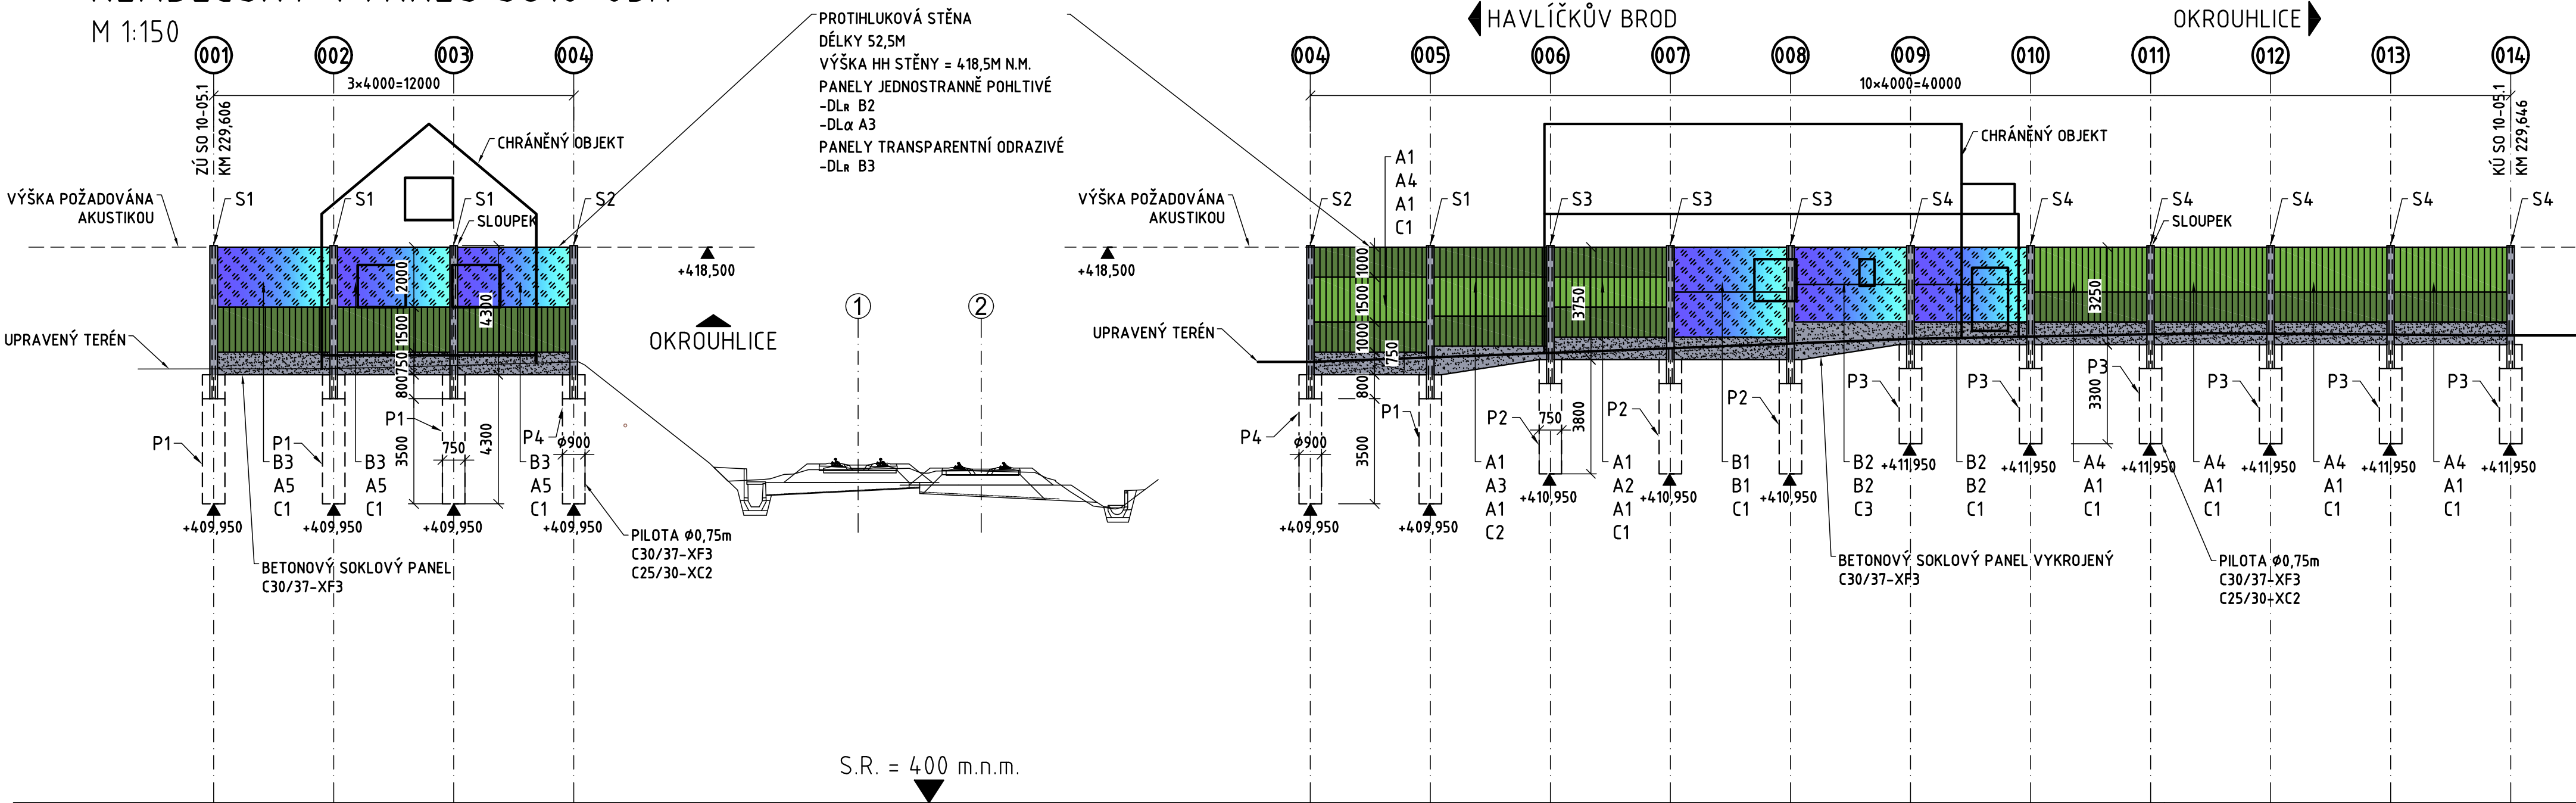 M 1:150
001
002
003
004
3×4000=12000
ZÚ SO 10-05.1
KM 229,606
CHRÁNĚNÝ OBJEKT
VÝŠKA POŽADOVÁNA
AKUSTIKOU
S1
S1
S1
S2
SLOUPEK
+418,500
2000
1500
750
800
3500
4300
4300
UPRAVENÝ TERÉN
P1
P1
P1
P4
750
Ø900
B3
A5
C1
B3
A5
C1
B3
A5
C1
+409,950
+409,950
+409,950
+409,950
BETONOVÝ SOKLOVÝ PANEL
C30/37-XF3
PILOTA Ø0,75m
C30/37-XF3
C25/30-XC2
PROTIHLUKOVÁ STĚNA
DÉLKY 52,5M
VÝŠKA HH STĚNY = 418,5M N.M.
PANELY JEDNOSTRANNĚ POHLTIVÉ
-DLR B2
-DLα A3
PANELY TRANSPARENTNÍ ODRAZIVÉ
-DLR B3
OKROUHLICE
1
2
S.R. = 400 m.n.m.
HAVLÍČKŮV BROD
OKROUHLICE
004
005
006
007
008
009
010
011
012
013
014
10×4000=40000
KÚ SO 10-05.1
KM 229,646
CHRÁNĚNÝ OBJEKT
VÝŠKA POŽADOVÁNA
AKUSTIKOU
+418,500
S2
S1
S3
S3
S3
S4
S4
S4
S4
S4
S4
SLOUPEK
A1
A4
A1
C1
1000
1500
1000
750
800
3500
3750
3800
3250
3300
UPRAVENÝ TERÉN
P4
P1
P2
P2
P2
P3
P3
P3
P3
P3
P3
Ø900
750
A1
A3
A1
C2
A1
A2
A1
C1
B1
B1
C1
B2
B2
C3
B2
B2
C1
A4
A1
C1
A4
A1
C1
A4
A1
C1
A4
A1
C1
+409,950
+409,950
+410,950
+410,950
+410,950
+411,950
+411,950
+411,950
+411,950
+411,950
+411,950
BETONOVÝ SOKLOVÝ PANEL VYKROJENÝ
C30/37-XF3
PILOTA Ø0,75m
C30/37-XF3
C25/30-XC2